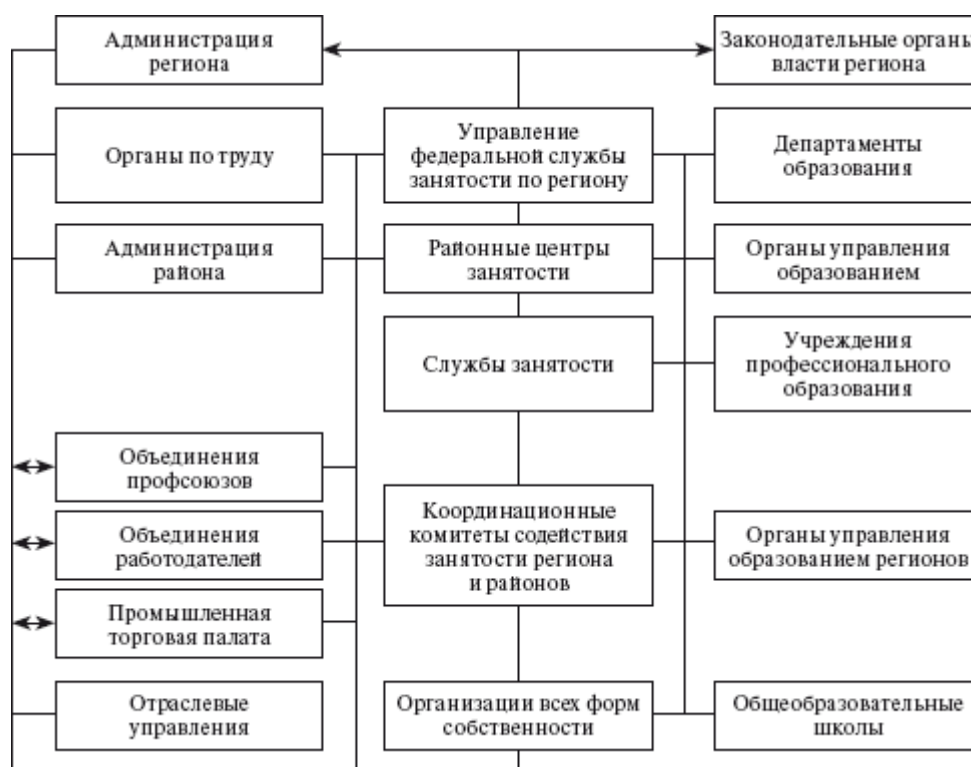 Администрация
региона
Законодательные органы
власти региона
Органы по труду
Управление
федеральной службы
занятости по региону
Департаменты
образования
Администрация
района
Районные центры
занятости
Органы управления
образованием
Службы занятости
Учреждения
профессионального
образования
Объединения
профсоюзов
Объединения
работодателей
Координационные
комитеты содействия
занятости региона
и районов
Органы управления
образованием регионов
Промышленная
торговая палата
Отраслевые
управления
Организации всех форм
собственности
Общеобразовательные
школы